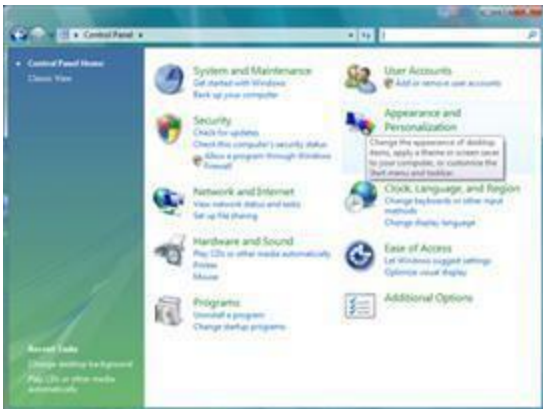 Control Panel
Control Panel Home
Classic View
System and Maintenance
Get started with Windows
Back up your computer
Security
Check for updates
Check this computer's security status
Allow a program through Windows
Firewall
Network and Internet
View network status and tasks
Set up file sharing
Hardware and Sound
Play CDs or other media automatically
Printer
Mouse
Programs
Uninstall a program
Change startup programs
User Accounts
Add or remove user accounts
Appearance and
Personalization
Change the appearance of desktop
items, apply a theme or screen saver
to your computer, or customize the
Start menu and taskbar.
Clock, Language, and Region
Change keyboards or other input
methods
Change display language
Ease of Access
Let Windows suggest settings
Optimize visual display
Additional Options
Recent Tasks
Change desktop background
Play CDs or other media
automatically